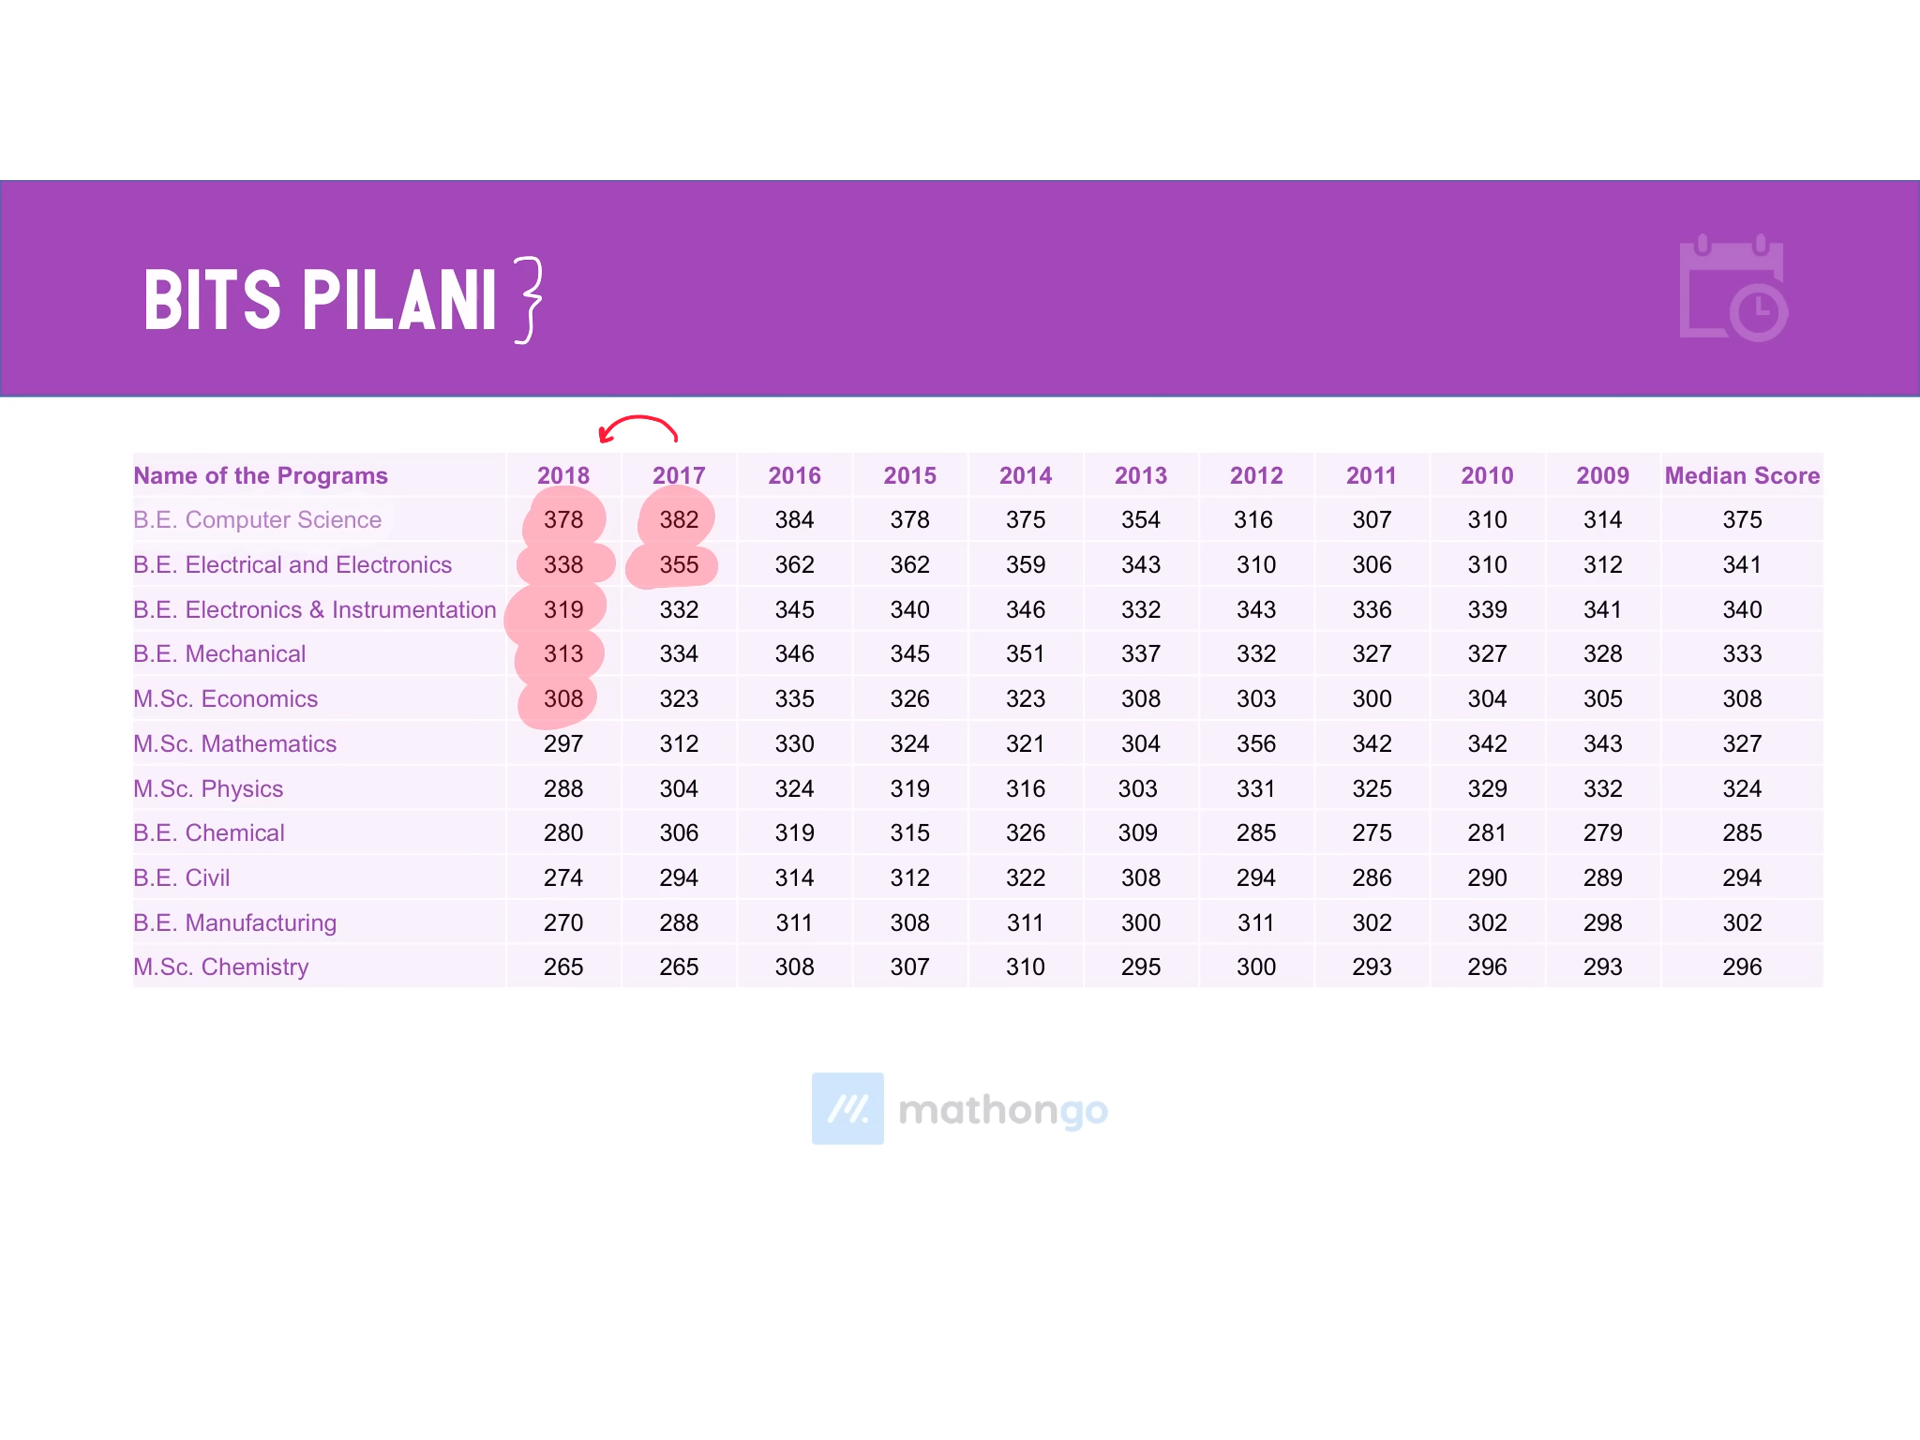 BITS PILANI }
Name of the Programs 2018 2017 2016 2015 2014 2013 2012 2011 2010 2009 Median Score
B.E. Computer Science 378 382 384 378 375 354 316 307 310 314 375
B.E. Electrical and Electronics 338 355 362 362 359 343 310 306 310 312 341
B.E. Electronics & Instrumentation 319 332 345 340 346 332 343 336 339 341 340
B.E. Mechanical 313 334 346 345 351 337 332 327 327 328 333
M.Sc. Economics 308 323 335 326 323 308 303 300 304 305 308
M.Sc. Mathematics 297 312 330 324 321 304 356 342 342 343 327
M.Sc. Physics 288 304 324 319 316 303 331 325 329 332 324
B.E. Chemical 280 306 319 315 326 309 285 275 281 279 285
B.E. Civil 274 294 314 312 322 308 294 286 290 289 294
B.E. Manufacturing 270 288 311 308 311 300 311 302 302 298 302
M.Sc. Chemistry 265 265 308 307 310 295 300 293 296 293 296
mathongo